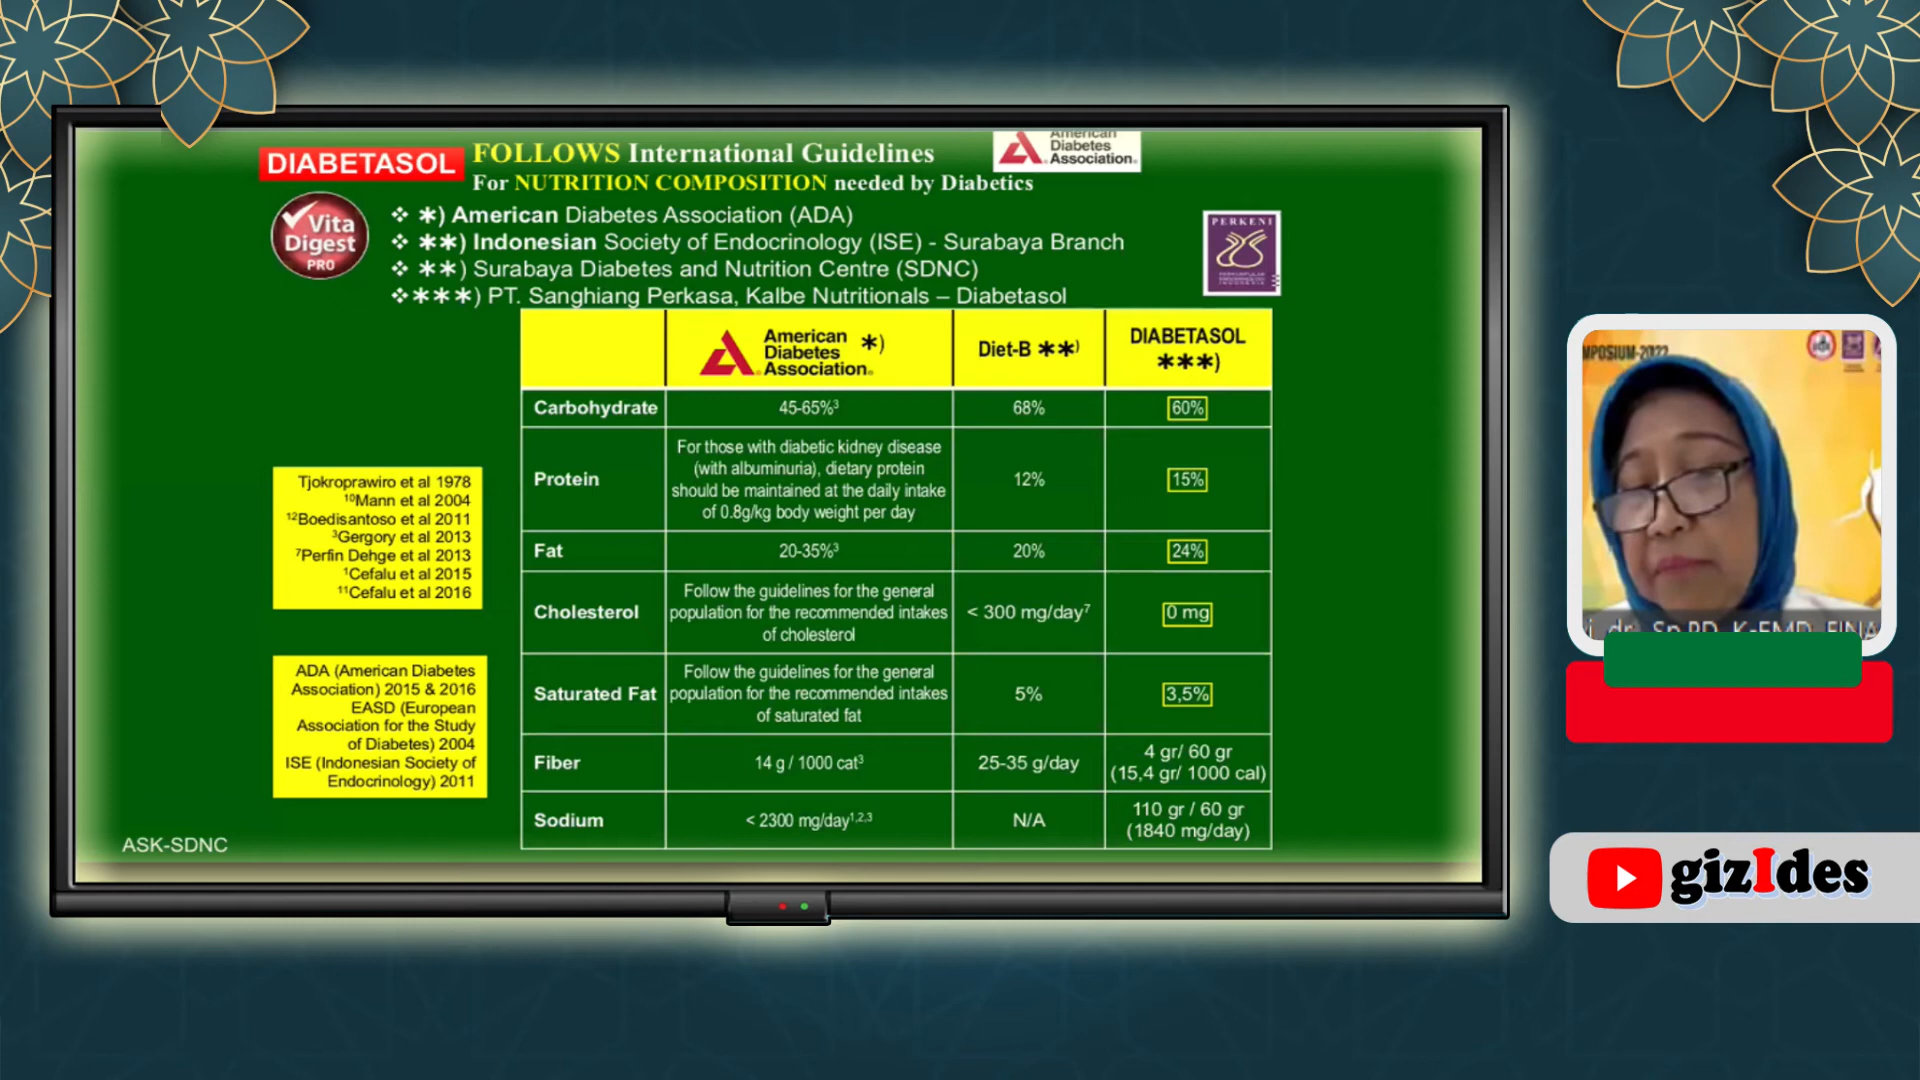 DIABETASOL
FOLLOWS International Guidelines
For NUTRITION COMPOSITION needed by Diabetics
American
Diabetes
Association.
Vita
Digest
PRO
❖ ✱) American Diabetes Association (ADA)
❖ ✱✱) Indonesian Society of Endocrinology (ISE) - Surabaya Branch
❖ ✱✱) Surabaya Diabetes and Nutrition Centre (SDNC)
❖✱✱✱) PT. Sanghiang Perkasa, Kalbe Nutritionals – Diabetasol
PERKENI
American
Diabetes
Association. ✱)
Diet-B ✱✱)
DIABETASOL
✱✱✱)
Carbohydrate
45-65%³
68%
60%
Protein
For those with diabetic kidney disease
(with albuminuria), dietary protein
should be maintained at the daily intake
of 0.8g/kg body weight per day
12%
15%
Fat
20-35%³
20%
24%
Cholesterol
Follow the guidelines for the general
population for the recommended intakes
of cholesterol
< 300 mg/day⁷
0 mg
Saturated Fat
Follow the guidelines for the general
population for the recommended intakes
of saturated fat
5%
3,5%
Fiber
14 g / 1000 cat³
25-35 g/day
4 gr/ 60 gr
(15,4 gr/ 1000 cal)
Sodium
< 2300 mg/day¹,²,³
N/A
110 gr / 60 gr
(1840 mg/day)
Tjokroprawiro et al 1978
¹⁰Mann et al 2004
¹²Boedisantoso et al 2011
³Gergory et al 2013
⁷Perfin Dehge et al 2013
¹Cefalu et al 2015
¹¹Cefalu et al 2016
ADA (American Diabetes
Association) 2015 & 2016
EASD (European
Association for the Study
of Diabetes) 2004
ISE (Indonesian Society of
Endocrinology) 2011
ASK-SDNC
MPOSIUM-2022
dr., Sp.PD, K-EMD, FINA
gizIdes